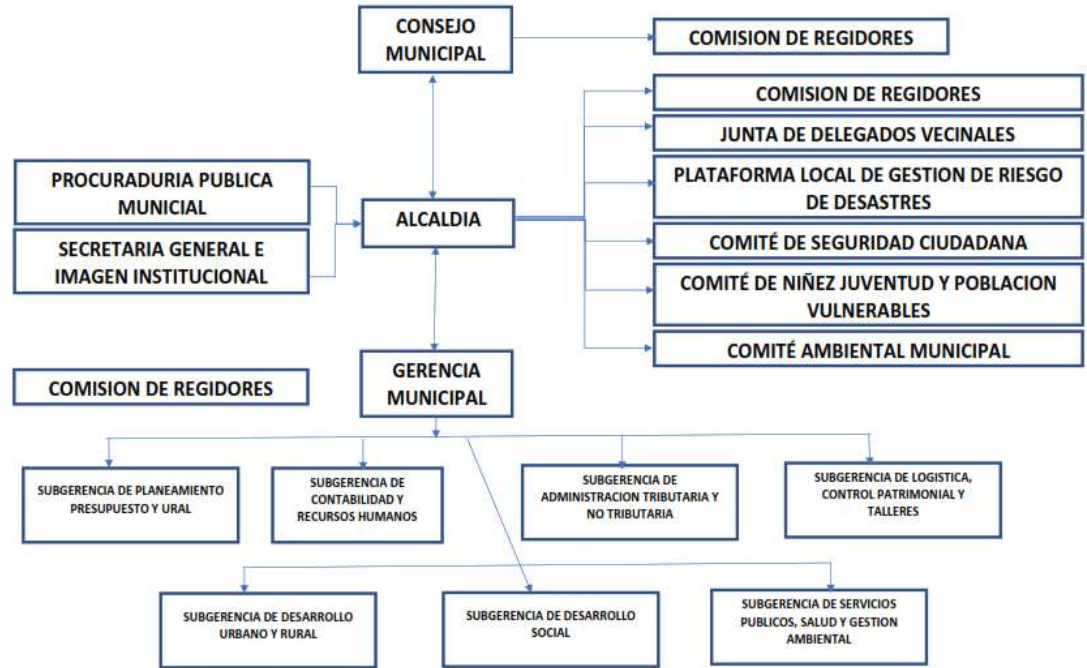 CONSEJO
MUNICIPAL
COMISION DE REGIDORES
COMISION DE REGIDORES
JUNTA DE DELEGADOS VECINALES
PROCURADURIA PUBLICA
MUNICIAL
PLATAFORMA LOCAL DE GESTION DE RIESGO
DE DESASTRES
ALCALDIA
SECRETARIA GENERAL E
IMAGEN INSTITUCIONAL
COMITÉ DE SEGURIDAD CIUDADANA
COMITÉ DE NIÑEZ JUVENTUD Y POBLACION
VULNERABLES
COMITÉ AMBIENTAL MUNICIPAL
GERENCIA
MUNICIPAL
COMISION DE REGIDORES
SUBGERENCIA DE PLANEAMIENTO
PRESUPUESTO Y URAL
SUBGERENCIA DE
CONTABILIDAD Y
RECURSOS HUMANOS
SUBGERENCIA DE
ADMINISTRACION TRIBUTARIA Y
NO TRIBUTARIA
SUBGERENCIA DE LOGISTICA,
CONTROL PATRIMONIAL Y
TALLERES
SUBGERENCIA DE DESARROLLO
URBANO Y RURAL
SUBGERENCIA DE DESARROLLO
SOCIAL
SUBGERENCIA DE SERVICIOS
PUBLICOS, SALUD Y GESTION
AMBIENTAL